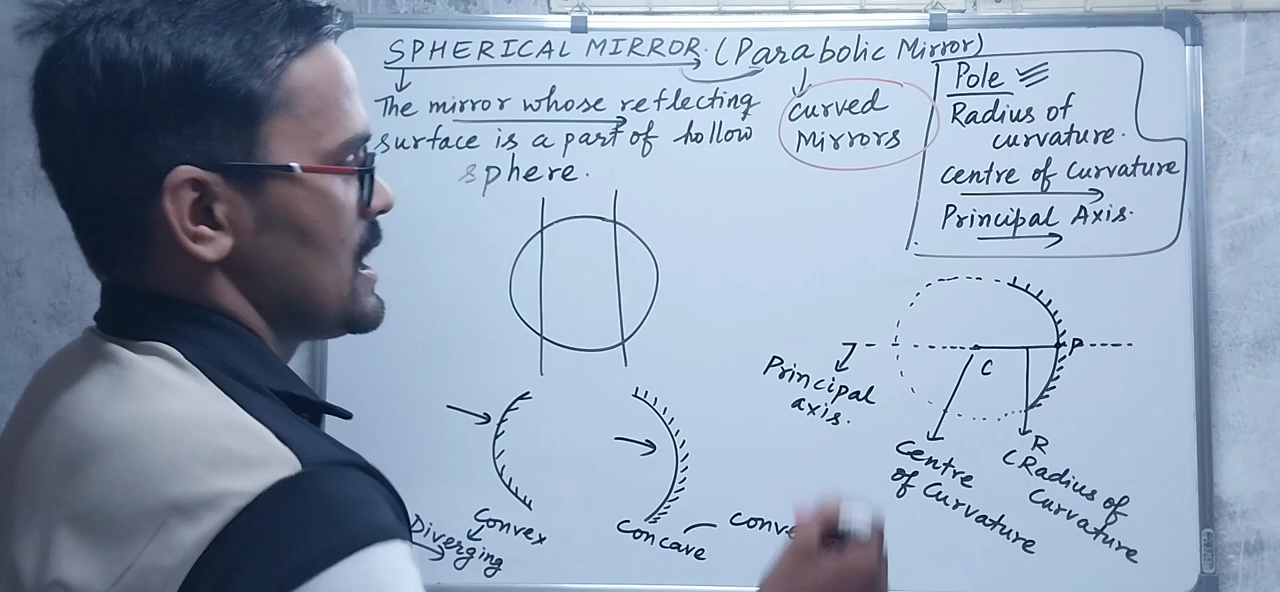 SPHERICAL MIRROR. (Parabolic Mirror)
The mirror whose reflecting
surface is a part of hollow
sphere.
curved
Mirrors
Pole
Radius of
curvature.
Centre of Curvature
Principal Axis.
P
C
Principal
axis.
Centre
of Curvature
R
(Radius of
Curvature
Convex
Diverging
Concave